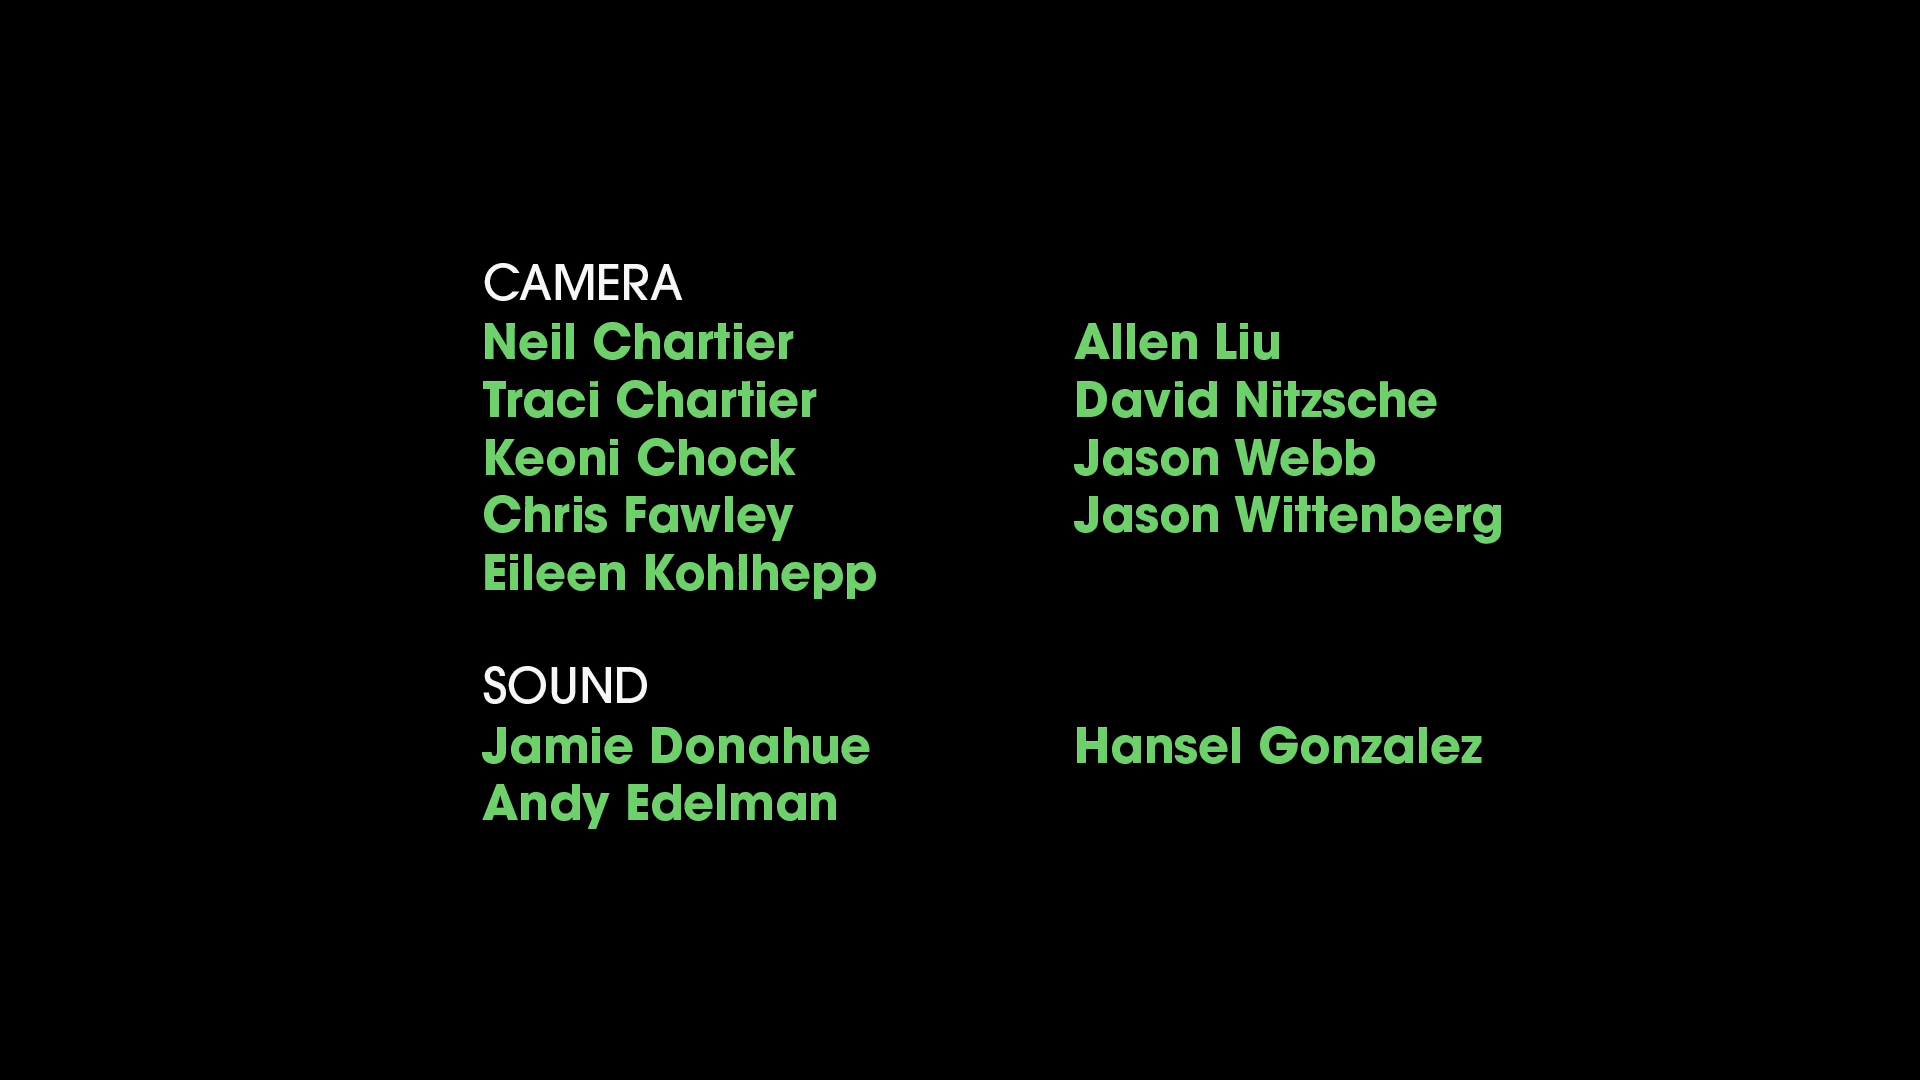 CAMERA
Neil Chartier
Traci Chartier
Keoni Chock
Chris Fawley
Eileen Kohlhepp
Allen Liu
David Nitzsche
Jason Webb
Jason Wittenberg
SOUND
Jamie Donahue
Andy Edelman
Hansel Gonzalez